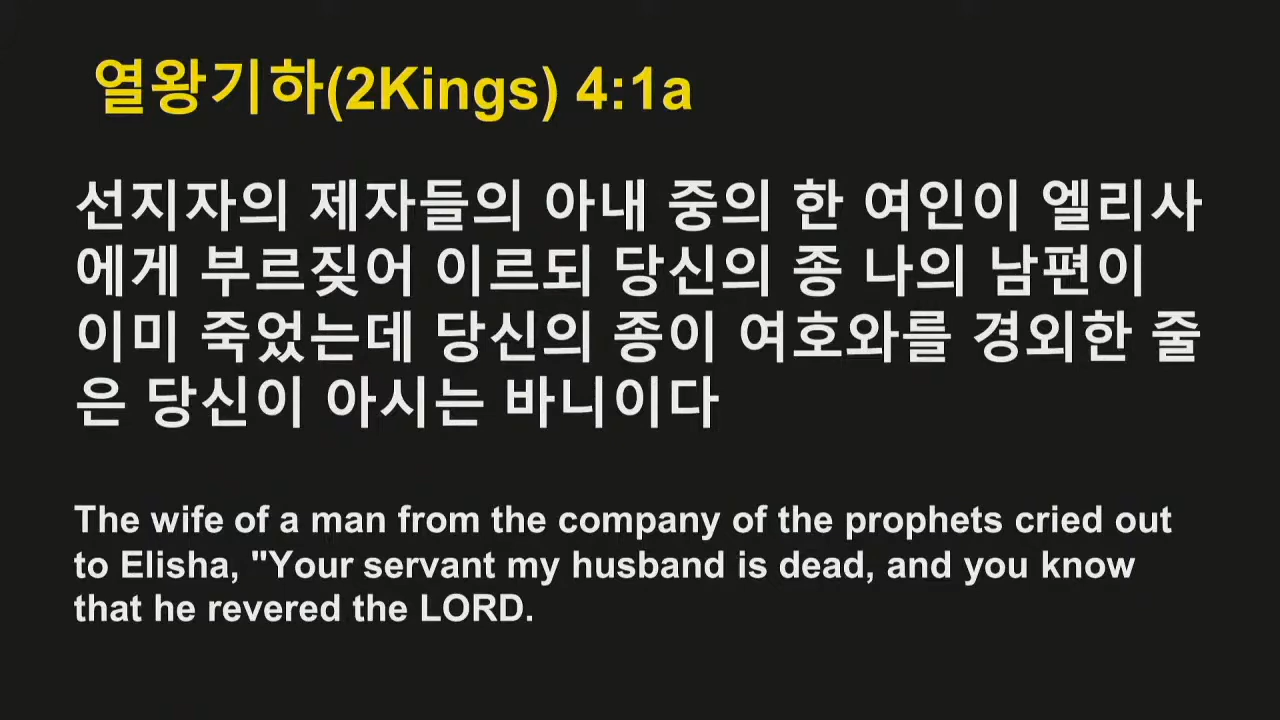 열왕기하(2Kings) 4:1a
선지자의 제자들의 아내 중의 한 여인이 엘리사
에게 부르짖어 이르되 당신의 종 나의 남편이
이미 죽었는데 당신의 종이 여호와를 경외한 줄
은 당신이 아시는 바니이다
The wife of a man from the company of the prophets cried out
to Elisha, "Your servant my husband is dead, and you know
that he revered the LORD.